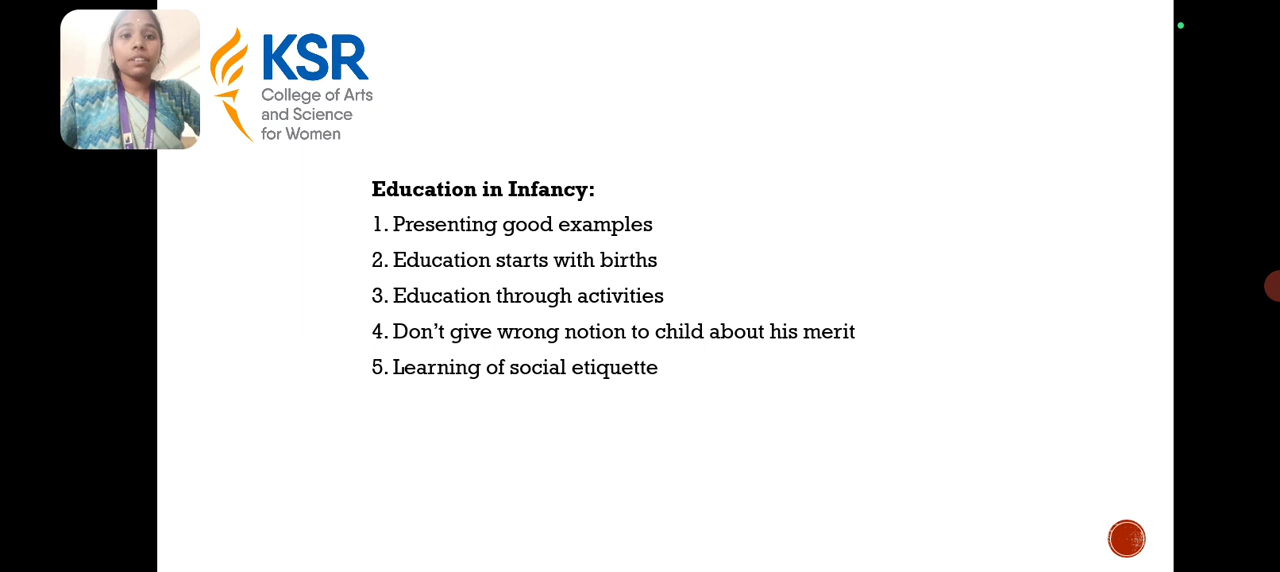 KSR
College of Arts
and Science
for Women
Education in Infancy:
1. Presenting good examples
2. Education starts with births
3. Education through activities
4. Don’t give wrong notion to child about his merit
5. Learning of social etiquette